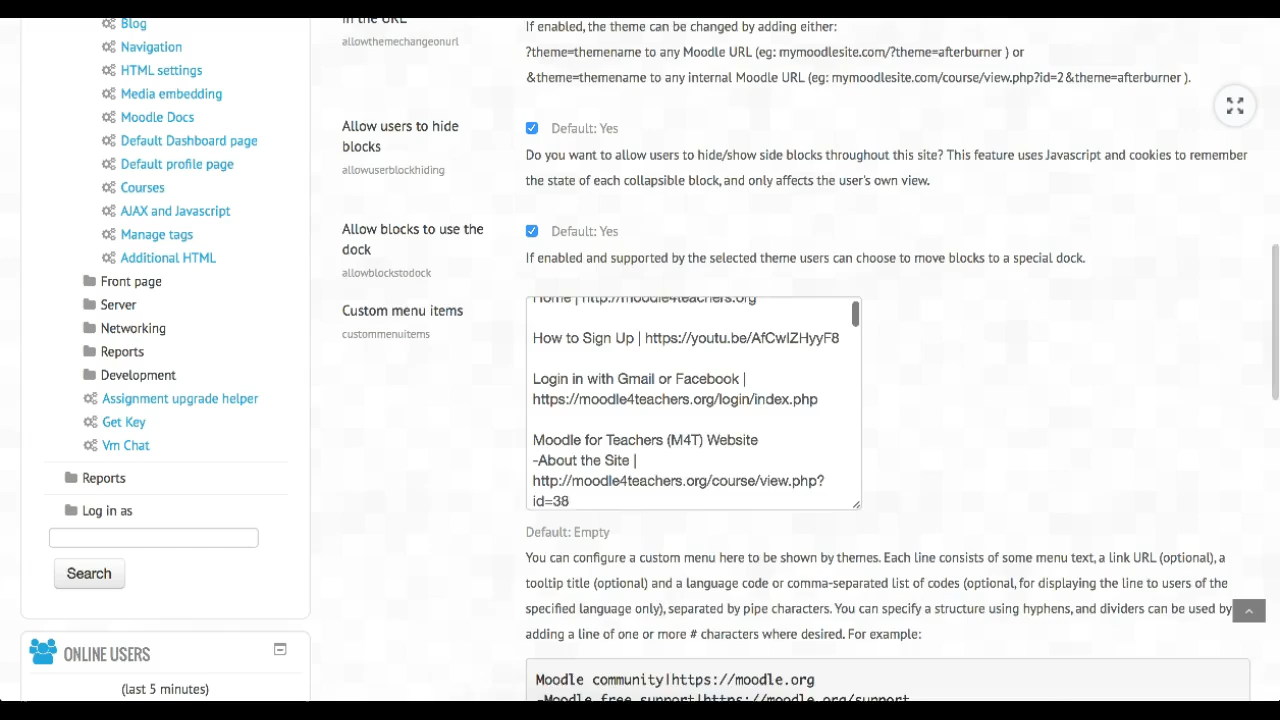 Blog
Navigation
HTML settings
Media embedding
Moodle Docs
Default Dashboard page
Default profile page
Courses
AJAX and Javascript
Manage tags
Additional HTML
Front page
Server
Networking
Reports
Development
Assignment upgrade helper
Get Key
Vm Chat
Reports
Log in as
Search
ONLINE USERS
(last 5 minutes)
in the URL
allowthemechangeonurl
If enabled, the theme can be changed by adding either:
?theme=themename to any Moodle URL (eg: mymoodlesite.com/?theme=afterburner ) or
&theme=themename to any internal Moodle URL (eg: mymoodlesite.com/course/view.php?id=2&theme=afterburner ).
Allow users to hide
blocks
allowuserblockhiding
Default: Yes
Do you want to allow users to hide/show side blocks throughout this site? This feature uses Javascript and cookies to remember
the state of each collapsible block, and only affects the user's own view.
Allow blocks to use the
dock
allowblockstodock
Default: Yes
If enabled and supported by the selected theme users can choose to move blocks to a special dock.
Custom menu items
custommenuitems
Home | http://moodle4teachers.org
How to Sign Up | https://youtu.be/AfCwIZHyyF8
Login in with Gmail or Facebook |
https://moodle4teachers.org/login/index.php
Moodle for Teachers (M4T) Website
-About the Site |
http://moodle4teachers.org/course/view.php?
id=38
Default: Empty
You can configure a custom menu here to be shown by themes. Each line consists of some menu text, a link URL (optional), a
tooltip title (optional) and a language code or comma-separated list of codes (optional, for displaying the line to users of the
specified language only), separated by pipe characters. You can specify a structure using hyphens, and dividers can be used by
adding a line of one or more # characters where desired. For example:
Moodle community|https://moodle.org
-Moodle free support|https://moodle.org/support